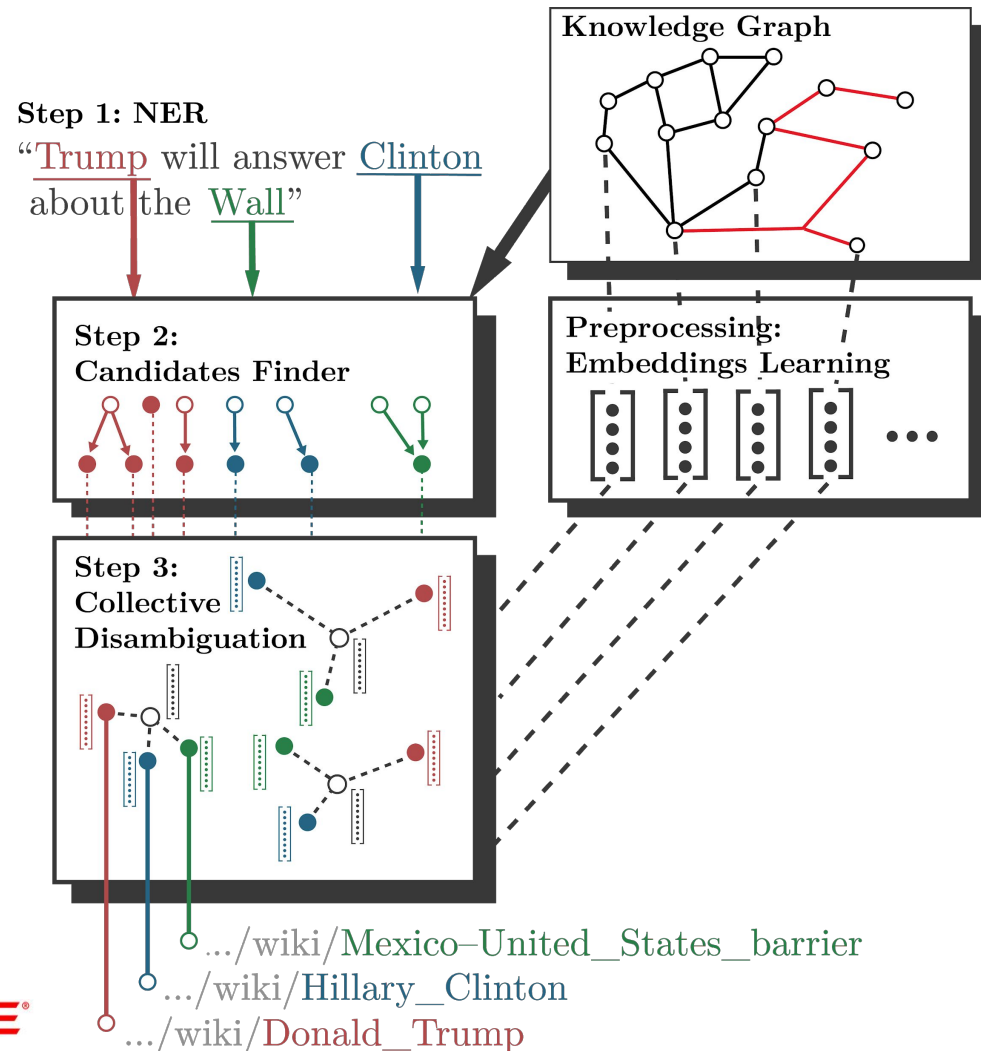 Knowledge Graph
Step 1: NER
“Trump will answer Clinton
about the Wall”
Step 2:
Candidates Finder
Preprocessing:
Embeddings Learning
Step 3:
Collective
Disambiguation
.../wiki/Mexico–United_States_barrier
.../wiki/Hillary_Clinton
.../wiki/Donald_Trump